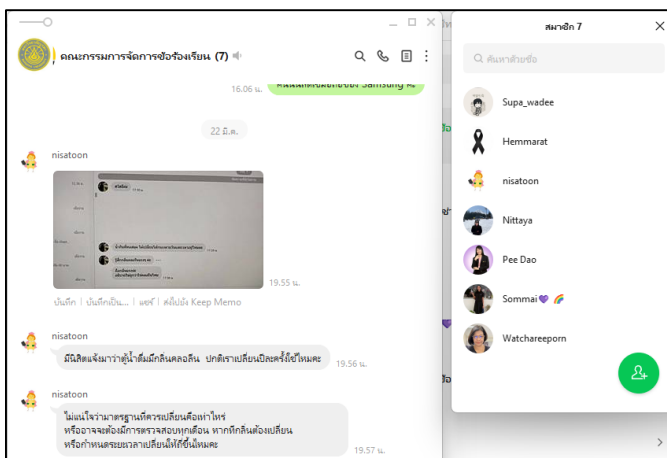 คณะกรรมการจัดการข้อร้องเรียน (7)
16.06 น.
22 มี.ค.
nisatoon
19.55 น.
บันทึก | บันทึกเป็น... | แชร์ | ส่งไปยัง Keep Memo
nisatoon
มีนิสิตแจ้งมาว่าตู้น้ำดื่มมีกลิ่นคลอลีน ปกติเราเปลี่ยนปีละครั้งใช่ไหมคะ
19.56 น.
nisatoon
ไม่แน่ใจว่ามาตรฐานที่ควรเปลี่ยนคือเท่าไหร่
หรืออาจจะต้องมีการตรวจสอบทุกเดือน หากทีกลิ่นต้องเปลี่ยน
หรือกำหนดระยะเวลาเปลี่ยนให้ถี่ขึ้นไหมคะ
19.57 น.
สมาชิก 7
ค้นหาด้วยชื่อ
Supa_wadee
Hemmarat
nisatoon
Nittaya
Pee Dao
Sommai💜 🌈
Watchareeporn